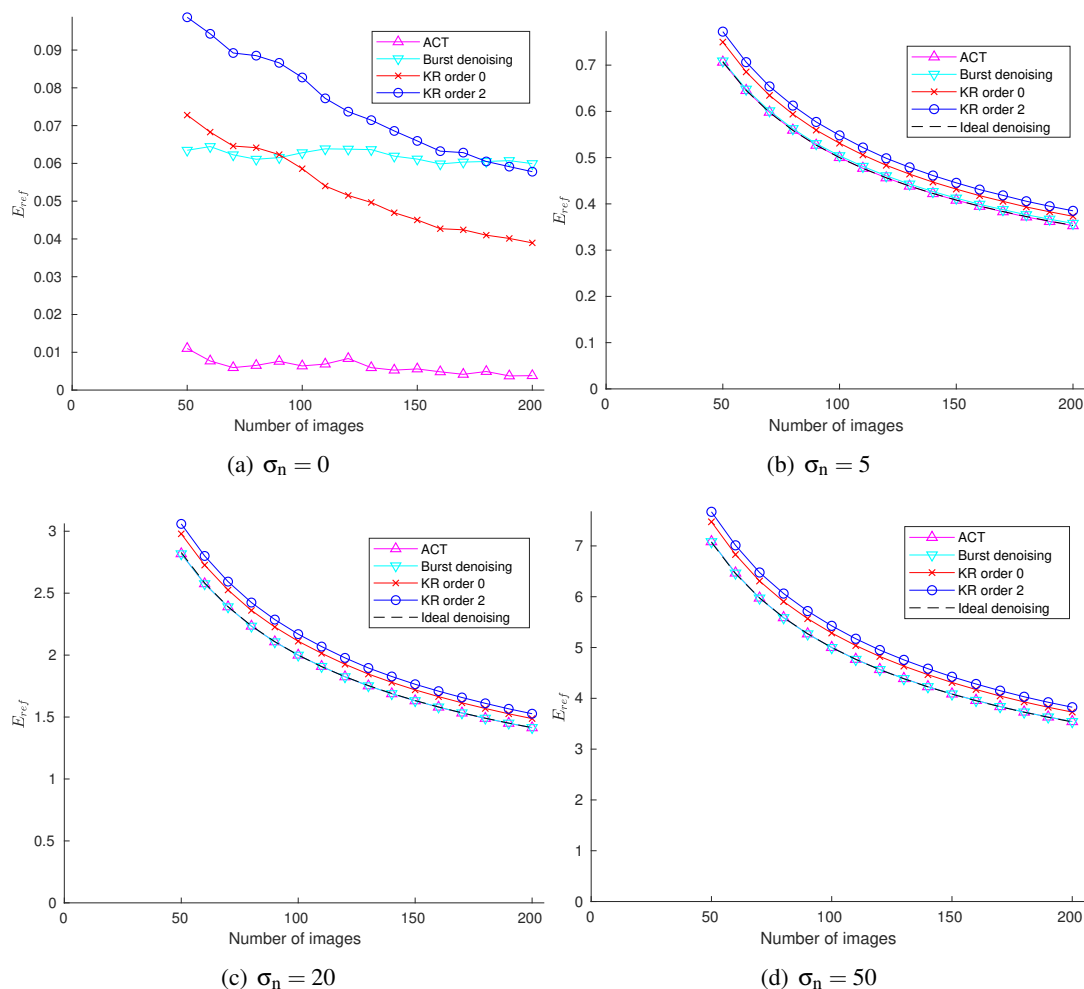 0.09
0.08
0.07
0.06
0.05
0.04
0.03
0.02
0.01
0
E_ref
ACT
Burst denoising
KR order 0
KR order 2
0 50 100 150 200
Number of images
(a) σn = 0
0.7
0.6
0.5
0.4
0.3
0.2
0.1
0
E_ref
ACT
Burst denoising
KR order 0
KR order 2
Ideal denoising
0 50 100 150 200
Number of images
(b) σn = 5
3
2.5
2
1.5
1
0.5
0
E_ref
ACT
Burst denoising
KR order 0
KR order 2
Ideal denoising
0 50 100 150 200
Number of images
(c) σn = 20
7
6
5
4
3
2
1
0
E_ref
ACT
Burst denoising
KR order 0
KR order 2
Ideal denoising
0 50 100 150 200
Number of images
(d) σn = 50